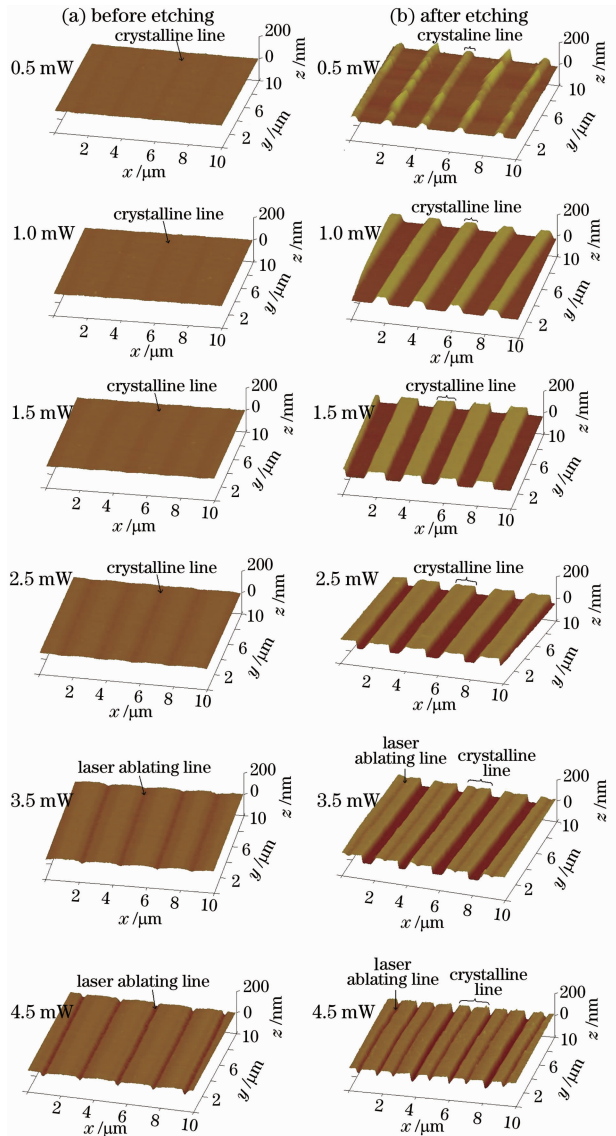 (a) before etching
crystalline line
0.5 mW
200
0
z /nm
10
6
2
y /μm
2 4 6 8 10
x /μm
(b) after etching
crystalline line
0.5 mW
200
0
z /nm
10
6
2
y /μm
2 4 6 8 10
x /μm
crystalline line
1.0 mW
200
0
z /nm
10
6
2
y /μm
2 4 6 8 10
x /μm
crystalline line
1.0 mW
200
0
z /nm
10
6
2
y /μm
2 4 6 8 10
x /μm
crystalline line
1.5 mW
200
0
z /nm
10
6
2
y /μm
2 4 6 8 10
x /μm
crystalline line
1.5 mW
200
0
z /nm
10
6
2
y /μm
2 4 6 8 10
x /μm
crystalline line
2.5 mW
200
0
z /nm
10
6
2
y /μm
2 4 6 8 10
x /μm
crystalline line
2.5 mW
200
0
z /nm
10
6
2
y /μm
2 4 6 8 10
x /μm
laser ablating line
3.5 mW
200
0
z /nm
10
6
2
y /μm
2 4 6 8 10
x /μm
laser
ablating line
crystalline
line
3.5 mW
200
0
z /nm
10
6
2
y /μm
2 4 6 8 10
x /μm
laser ablating line
4.5 mW
200
0
z /nm
10
6
2
y /μm
2 4 6 8 10
x /μm
laser
ablating line
crystalline
line
4.5 mW
200
0
z /nm
10
6
2
y /μm
2 4 6 8 10
x /μm